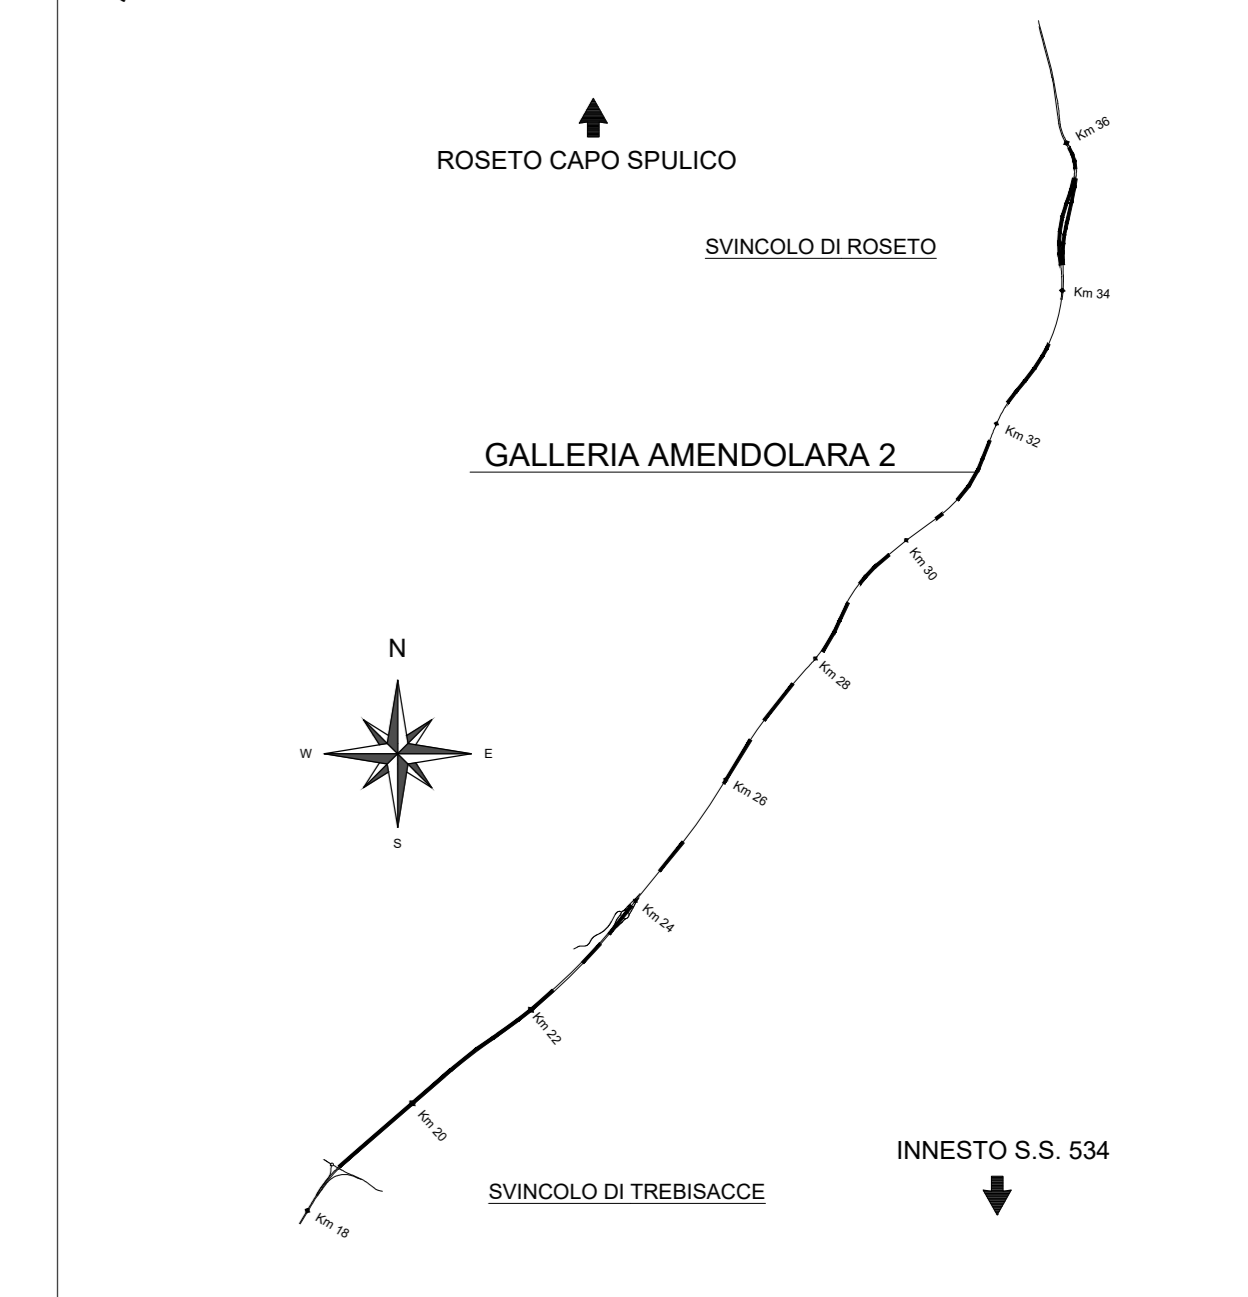 Km 36
ROSETO CAPO SPULICO
SVINCOLO DI ROSETO
Km 34
Km 32
GALLERIA AMENDOLARA 2
Km 30
N
Km 28
W
E
Km 26
S
Km 24
Km 22
Km 20
INNESTO S.S. 534
SVINCOLO DI TREBISACCE
Km 18